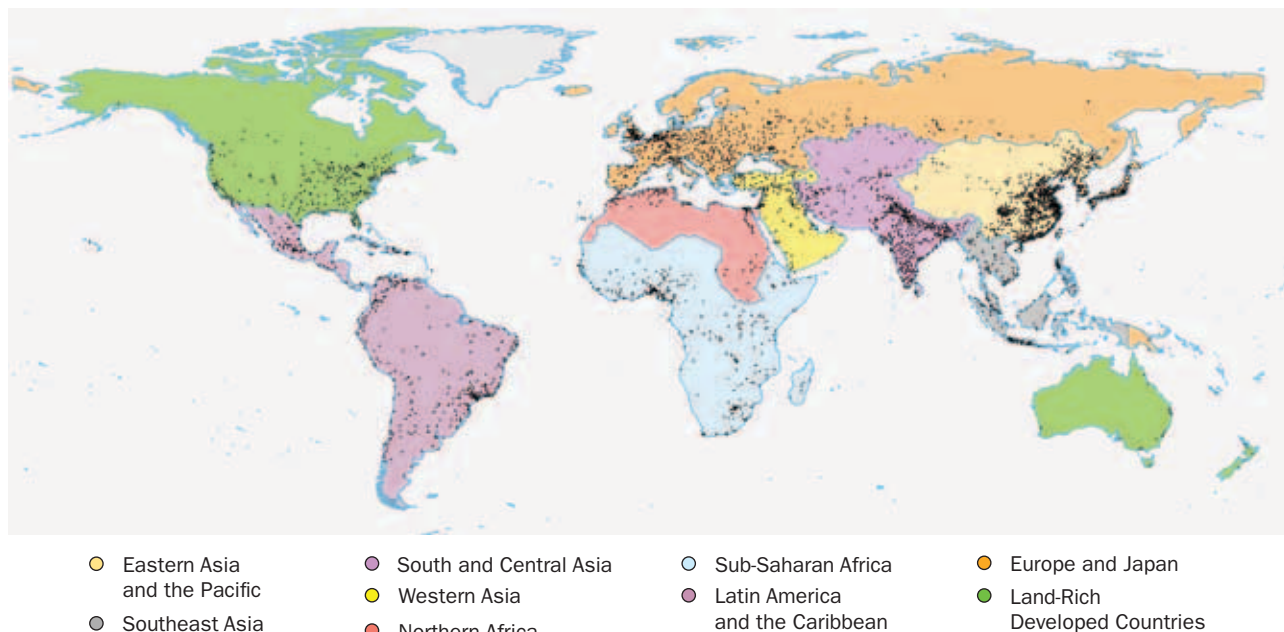 Eastern Asia
and the Pacific
Southeast Asia
South and Central Asia
Western Asia
Northern Africa
Sub-Saharan Africa
Latin America
and the Caribbean
Europe and Japan
Land-Rich
Developed Countries